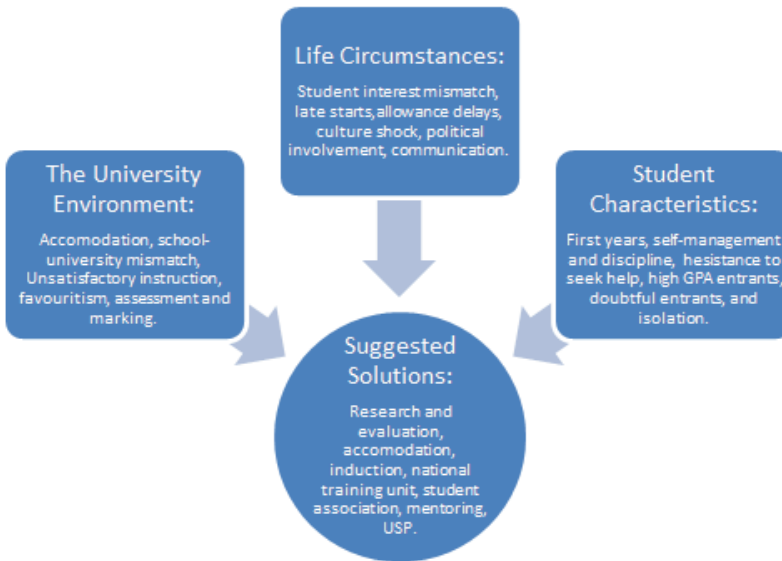 Life Circumstances:
Student interest mismatch,
late starts,allowance delays,
culture shock, political
involvement, communication.
The University
Environment:
Accomodation, school-
university mismatch,
Unsatisfactory instruction,
favouritism, assessment and
marking.
Student
Characteristics:
First years, self-management
and discipline, hesistance to
seek help, high GPA entrants,
doubtful entrants, and
isolation.
Suggested
Solutions:
Research and
evaluation,
accomodation,
induction, national
training unit, student
association, mentoring,
USP.